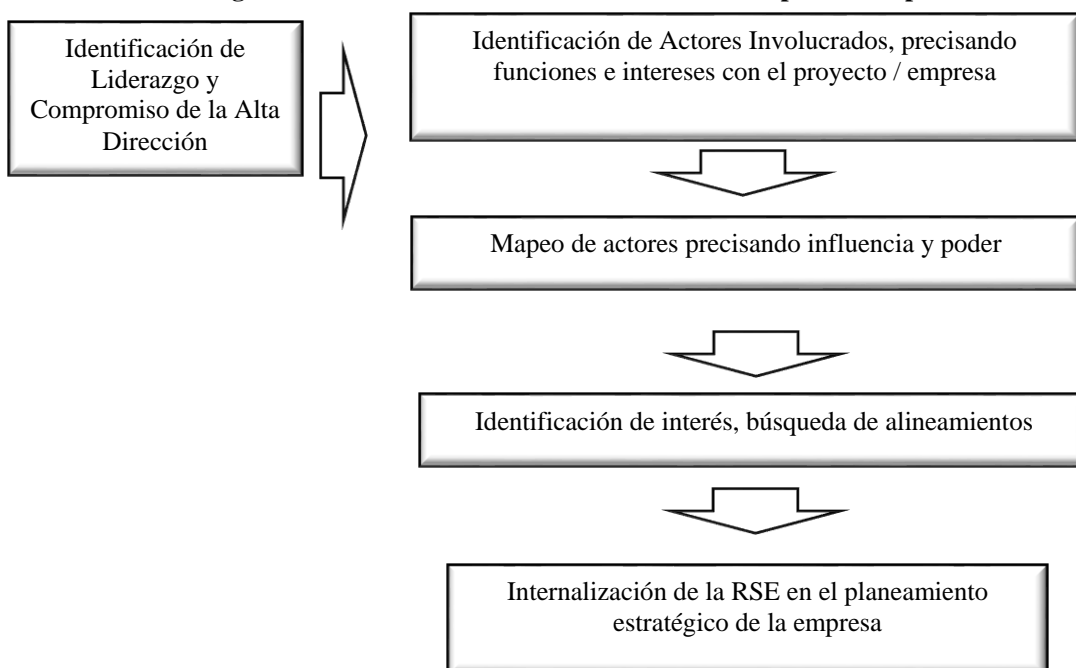 Identificación de
Liderazgo y
Compromiso de la Alta
Dirección
Identificación de Actores Involucrados, precisando
funciones e intereses con el proyecto / empresa
Mapeo de actores precisando influencia y poder
Identificación de interés, búsqueda de alineamientos
Internalización de la RSE en el planeamiento
estratégico de la empresa